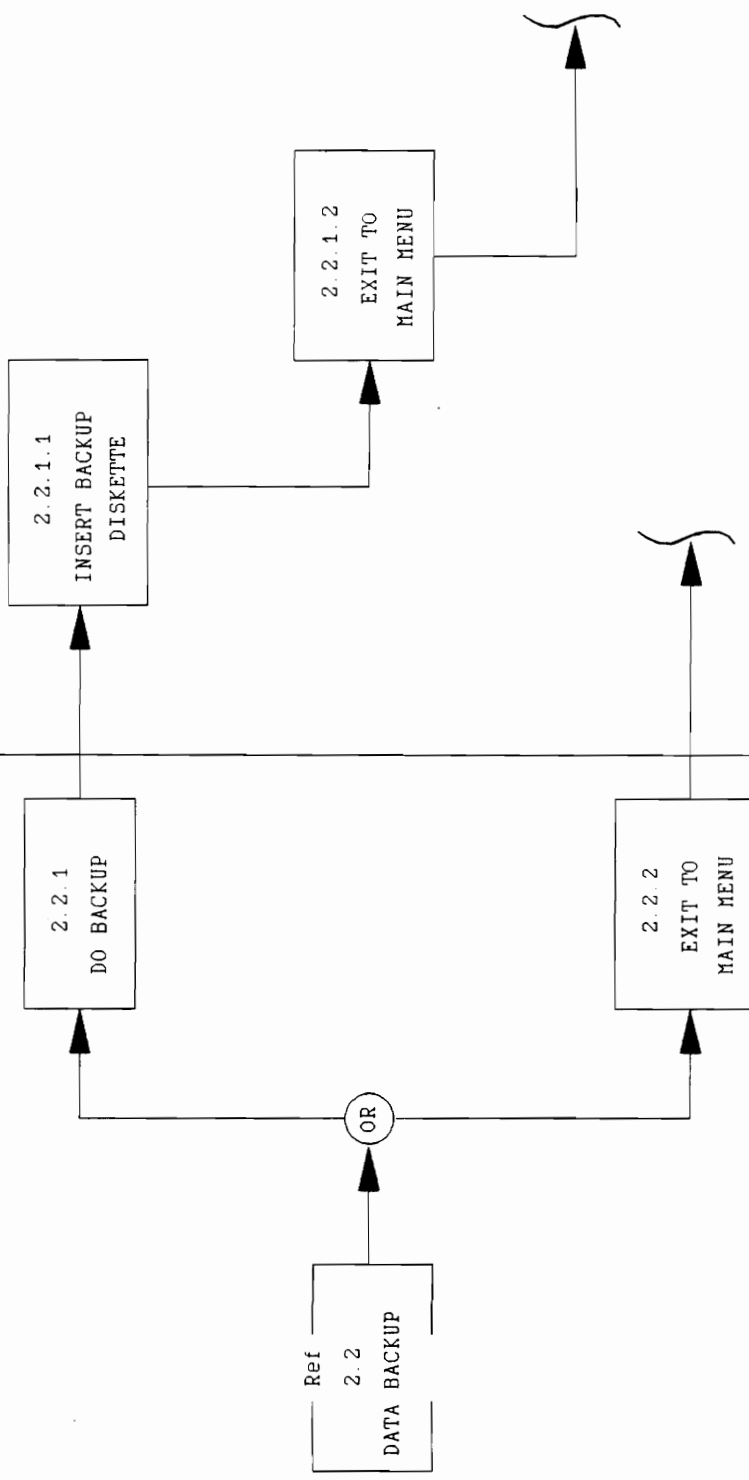 Ref
2.2
DATA BACKUP
OR
2.2.1
DO BACKUP
2.2.2
EXIT TO
MAIN MENU
2.2.1.1
INSERT BACKUP
DISKETTE
2.2.1.2
EXIT TO
MAIN MENU